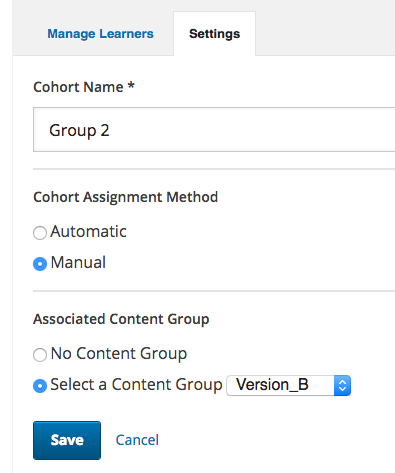 Manage Learners Settings
Cohort Name *
Group 2
Cohort Assignment Method
Automatic
Manual
Associated Content Group
No Content Group
Select a Content Group Version_B
Save Cancel